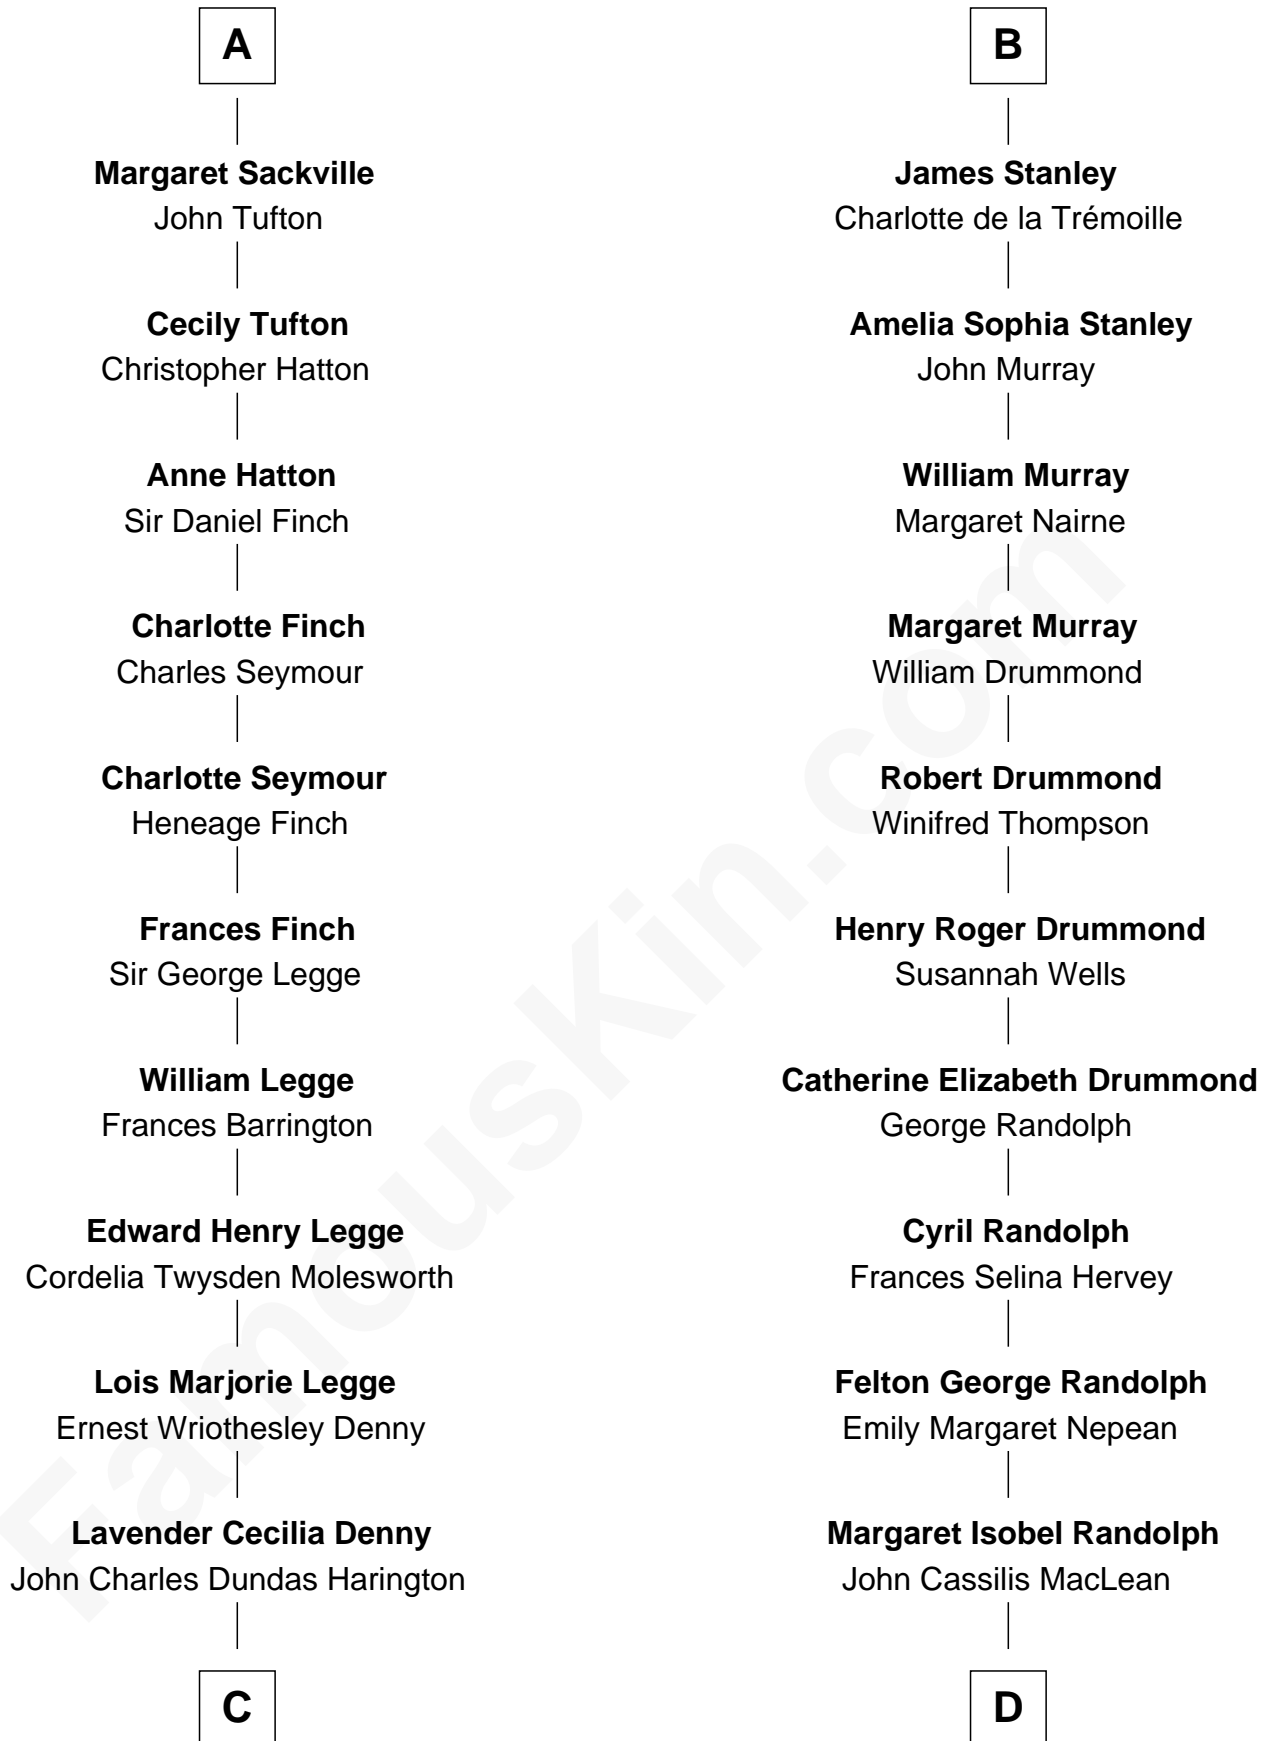 A
Margaret Sackville
John Tufton
Cecily Tufton
Christopher Hatton
Anne Hatton
Sir Daniel Finch
Charlotte Finch
Charles Seymour
Charlotte Seymour
Heneage Finch
Frances Finch
Sir George Legge
William Legge
Frances Barrington
Edward Henry Legge
Cordelia Twysden Molesworth
Lois Marjorie Legge
Ernest Wriothesley Denny
Lavender Cecilia Denny
John Charles Dundas Harington
C
B
James Stanley
Charlotte de la Trémoille
Amelia Sophia Stanley
John Murray
William Murray
Margaret Nairne
Margaret Murray
William Drummond
Robert Drummond
Winifred Thompson
Henry Roger Drummond
Susannah Wells
Catherine Elizabeth Drummond
George Randolph
Cyril Randolph
Frances Selina Hervey
Felton George Randolph
Emily Margaret Nepean
Margaret Isobel Randolph
John Cassilis MacLean
D
FamousKin.com